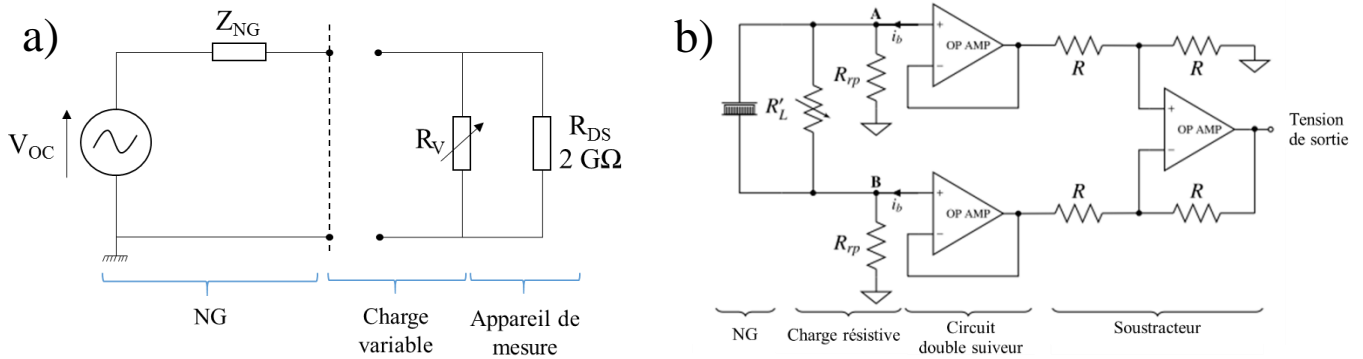 a)
Z_NG
V_OC
R_V
R_DS
2 GΩ
NG
Charge
variable
Appareil de
mesure
b)
A
i_b
R_rp
R'_L
B
i_b
R_rp
+
OP AMP
−
+
OP AMP
−
R
R
+
OP AMP
−
R
R
Tension
de sortie
NG
Charge résistive
Circuit
double suiveur
Soustracteur